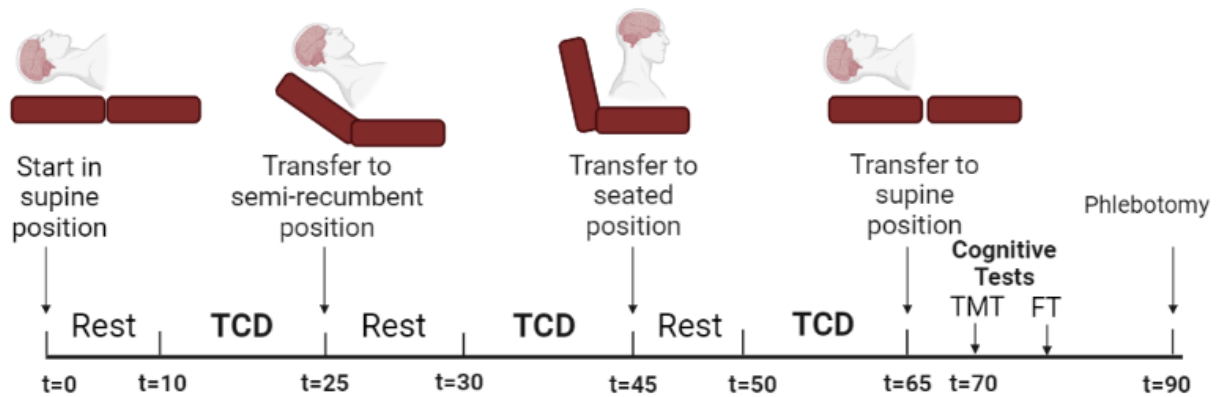 Start in
supine
position
Transfer to
semi-recumbent
position
Transfer to
seated
position
Transfer to
supine
position
Phlebotomy
Cognitive
Tests
TMT FT
Rest TCD Rest TCD Rest TCD
t=0 t=10 t=25 t=30 t=45 t=50 t=65 t=70 t=90